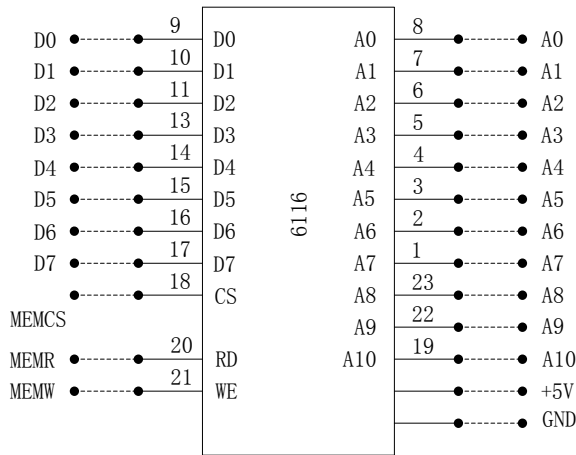 D0 9 D0 A0 8 A0
D1 10 D1 A1 7 A1
D2 11 D2 A2 6 A2
D3 13 D3 A3 5 A3
D4 14 D4 A4 4 A4
D5 15 D5 A5 3 A5
D6 16 D6 A6 2 A6
D7 17 D7 A7 1 A7
18 CS A8 23 A8
MEMCS A9 22 A9
MEMR 20 RD A10 19 A10
MEMW 21 WE +5V
GND
6116